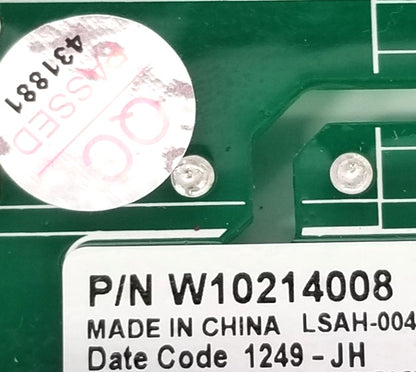 431881
QC
PASSED
P/N W10214008
MADE IN CHINA LSAH-004
Date Code 1249 - JH